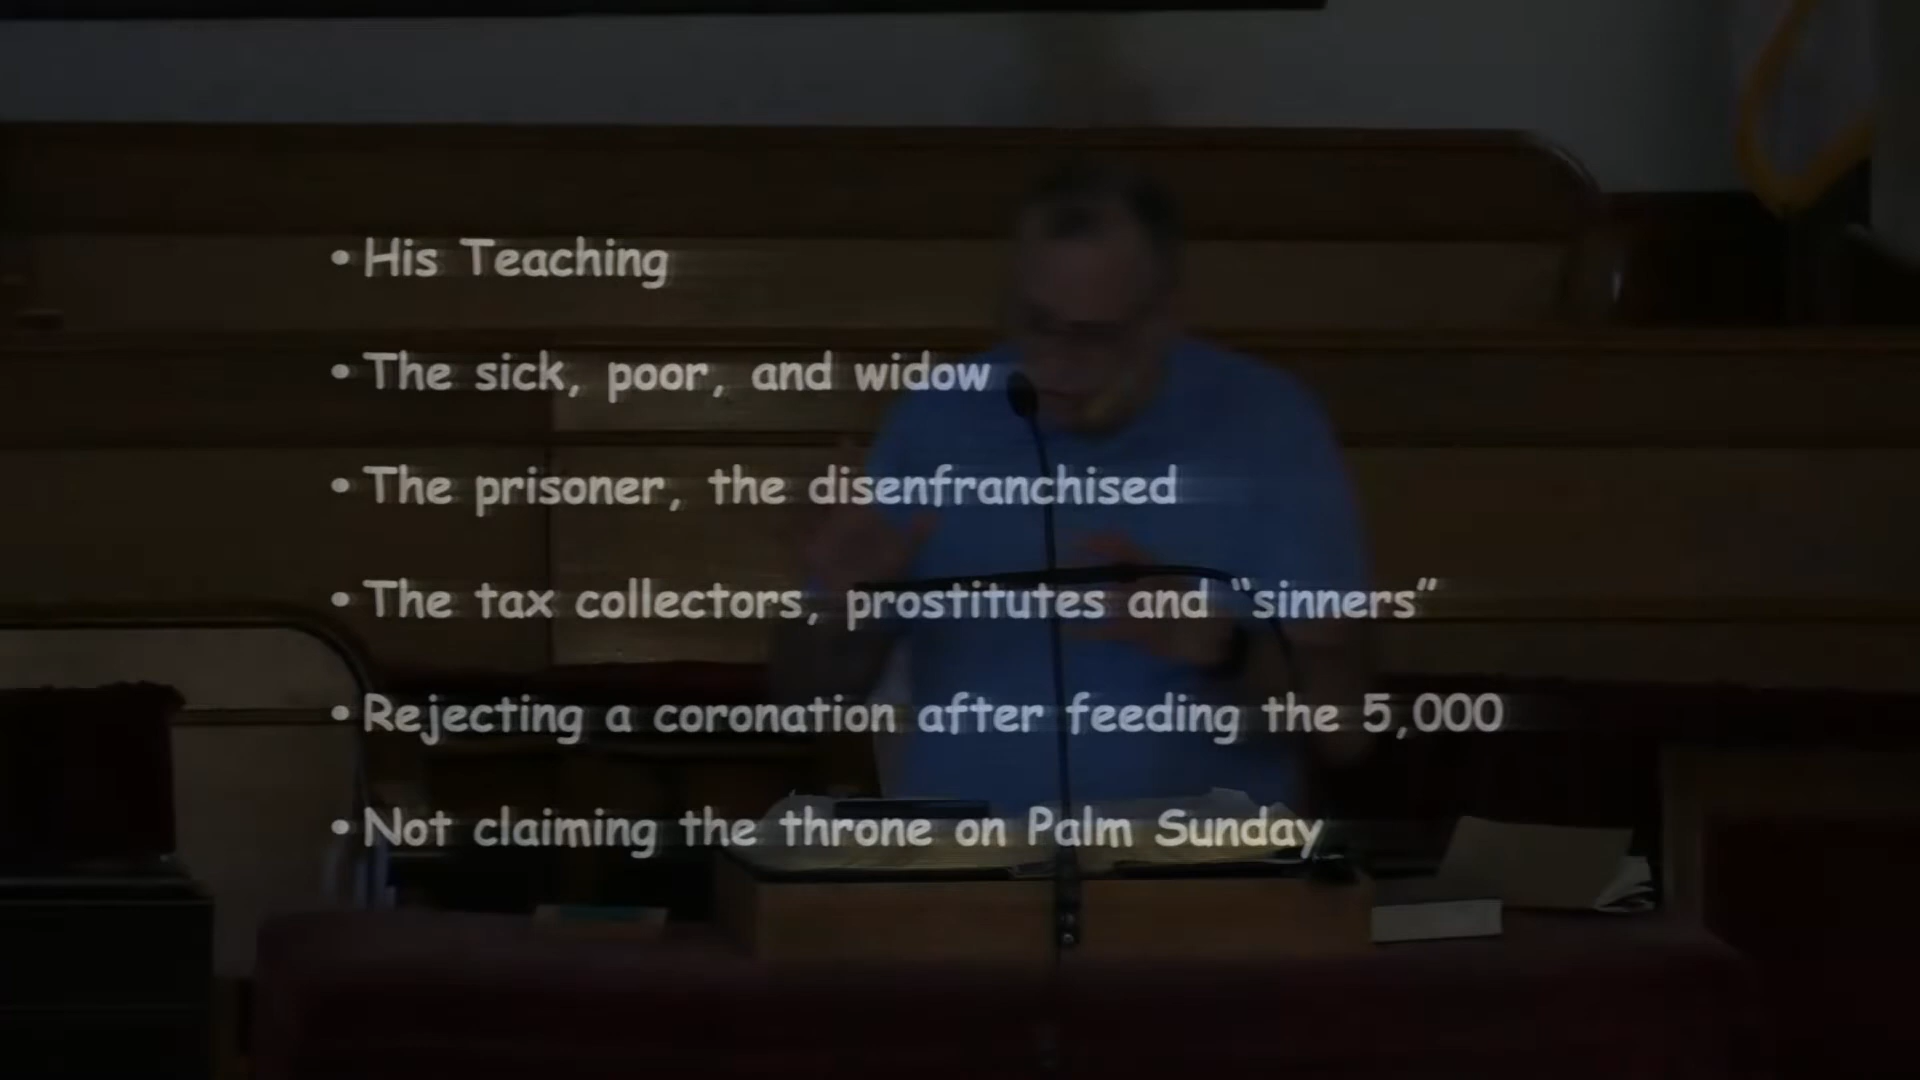 • His Teaching
• The sick, poor, and widow
• The prisoner, the disenfranchised
• The tax collectors, prostitutes and “sinners”
• Rejecting a coronation after feeding the 5,000
• Not claiming the throne on Palm Sunday